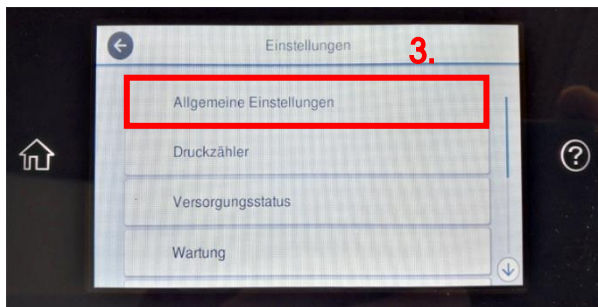 Einstellungen
3.
Allgemeine Einstellungen
Druckzähler
Versorgungsstatus
Wartung
?